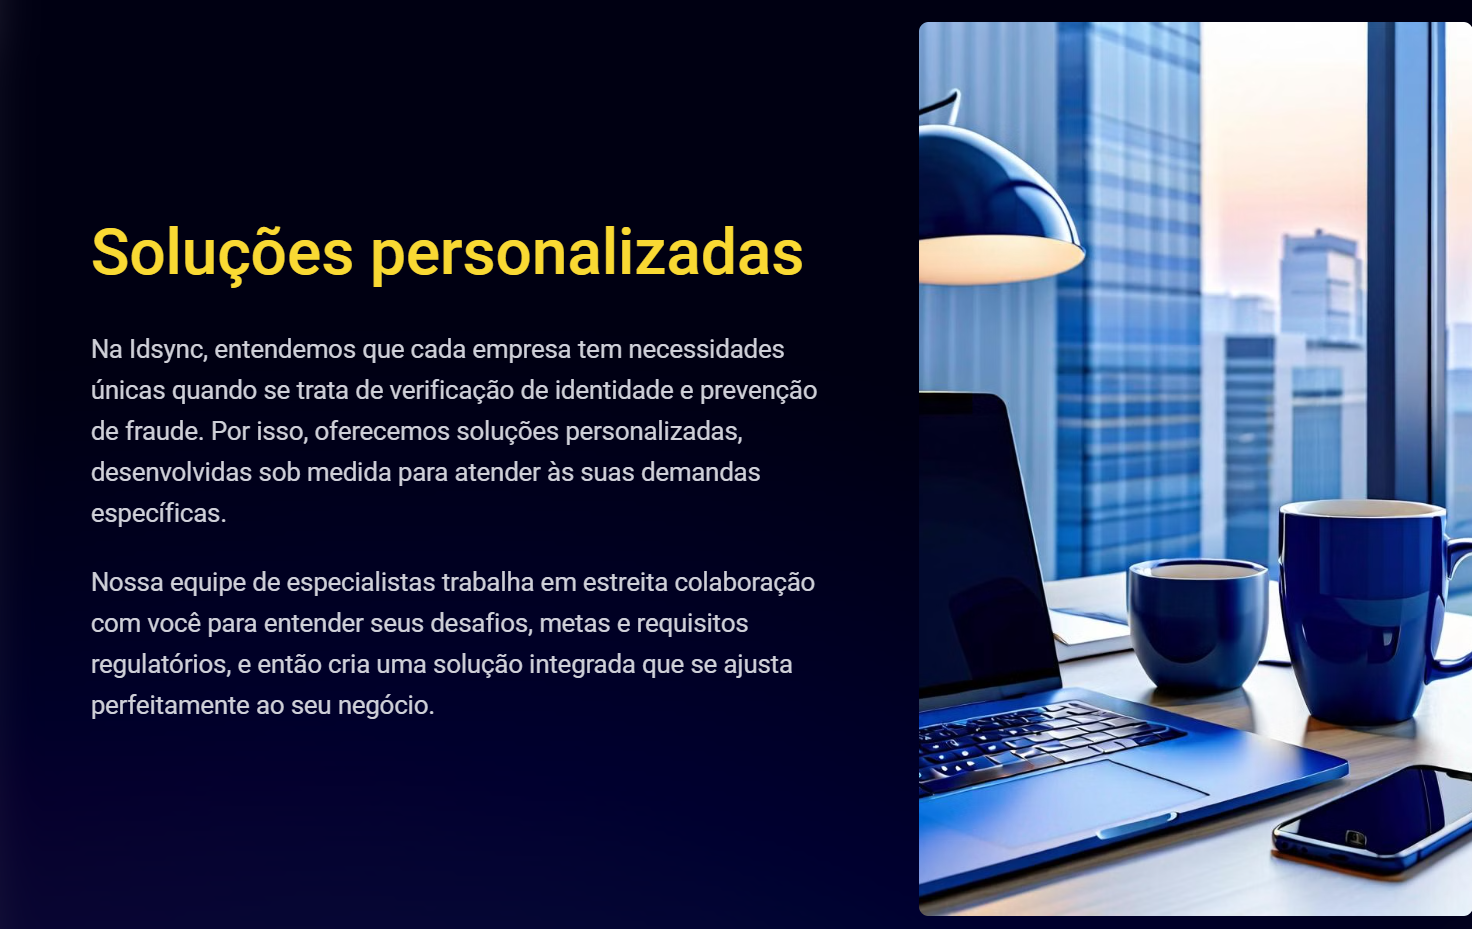 Soluções personalizadas
Na Idsync, entendemos que cada empresa tem necessidades
únicas quando se trata de verificação de identidade e prevenção
de fraude. Por isso, oferecemos soluções personalizadas,
desenvolvidas sob medida para atender às suas demandas
específicas.
Nossa equipe de especialistas trabalha em estreita colaboração
com você para entender seus desafios, metas e requisitos
regulatórios, e então cria uma solução integrada que se ajusta
perfeitamente ao seu negócio.